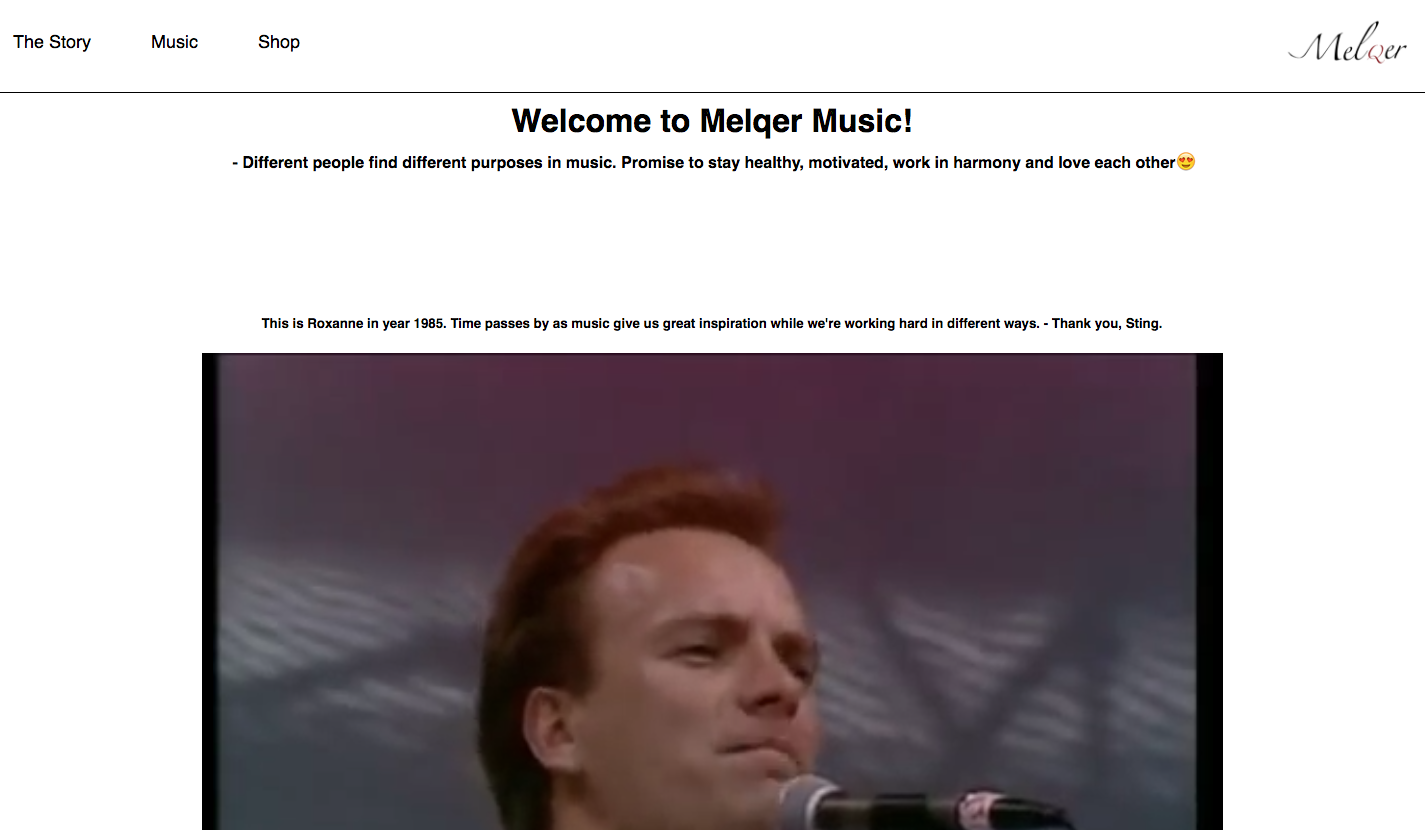 The Story Music Shop Melqer
Welcome to Melqer Music!
- Different people find different purposes in music. Promise to stay healthy, motivated, work in harmony and love each other😍
This is Roxanne in year 1985. Time passes by as music give us great inspiration while we're working hard in different ways. - Thank you, Sting.